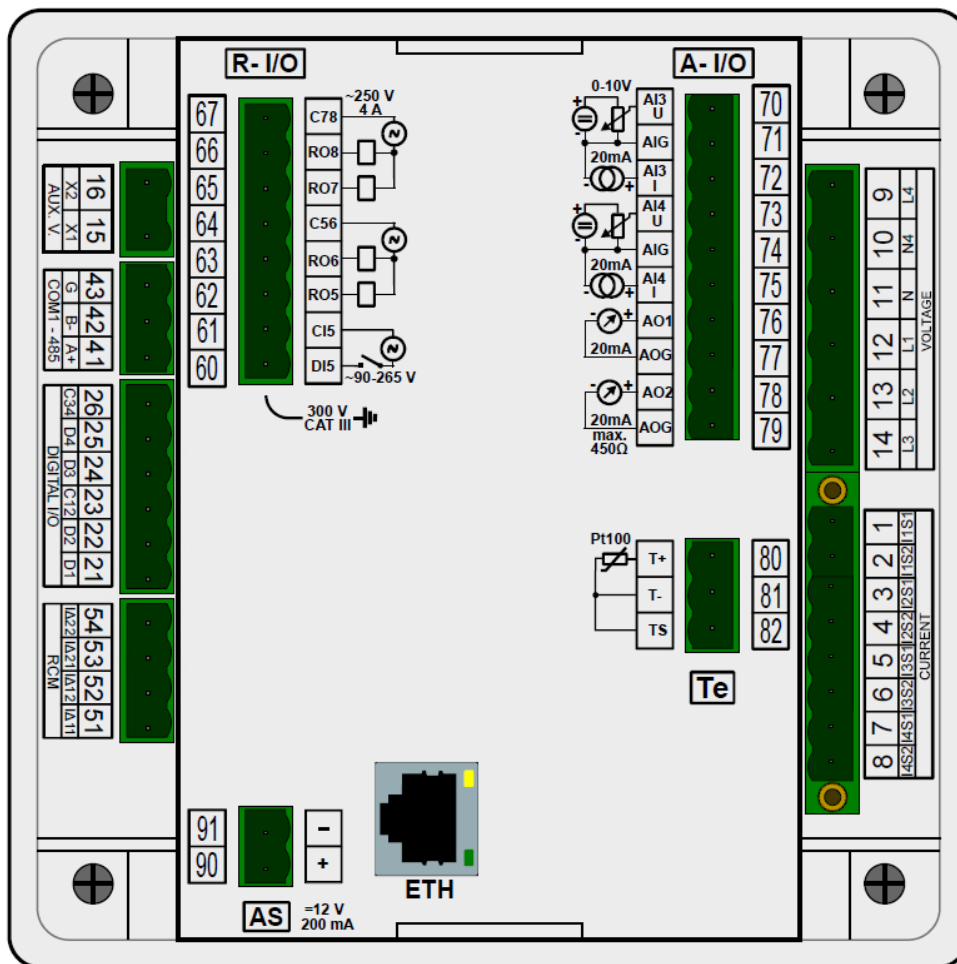 R- I/O
67
66
65
64
63
62
61
60
C78
RO8
RO7
C56
RO6
RO5
CI5
DI5
~250 V
4 A
~90-265 V
300 V
CAT III
A- I/O
0-10V
+
-
20mA
-
+
+
-
20mA
-
+
-
+
20mA
-
+
20mA
max.
450Ω
AI3
U
AIG
AI3
I
AI4
U
AIG
AI4
I
AO1
AOG
AO2
AOG
70
71
72
73
74
75
76
77
78
79
16 15
X2 X1
AUX. V.
43 42 41
G B- A+
COM1 - 485
26 25 24 23 22 21
C34 D4 D3 C12 D2 D1
DIGITAL I/O
54 53 52 51
IΔ22 IΔ21 IΔ12 IΔ11
RCM
9 10 11 12 13 14
L4 N4 N L1 L2 L3
VOLTAGE
1 2 3 4 5 6 7 8
I1S1 I1S2 I2S1 I2S2 I3S1 I3S2 I4S1 I4S2
CURRENT
Pt100
T+
T-
TS
80
81
82
Te
91
90
-
+
AS
=12 V
200 mA
ETH